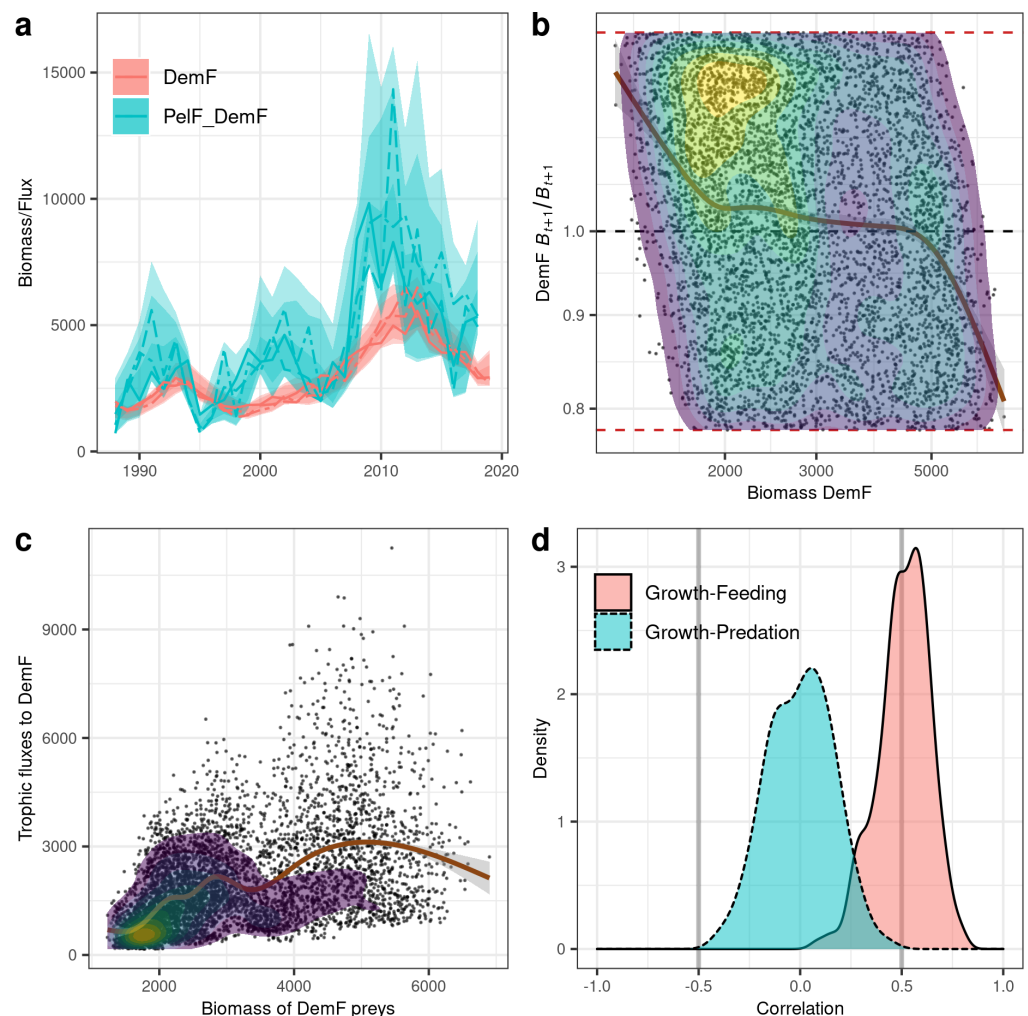 a
Biomass/Flux
15000
10000
5000
0
DemF
PelF_DemF
1990
2000
2010
2020
b
DemF B_{t+1}/B_{t+1}
1.0
0.9
0.8
2000
3000
5000
Biomass DemF
c
Trophic fluxes to DemF
9000
6000
3000
0
2000
4000
6000
Biomass of DemF preys
d
Density
3
2
1
0
Growth-Feeding
Growth-Predation
-1.0
-0.5
0.0
0.5
1.0
Correlation